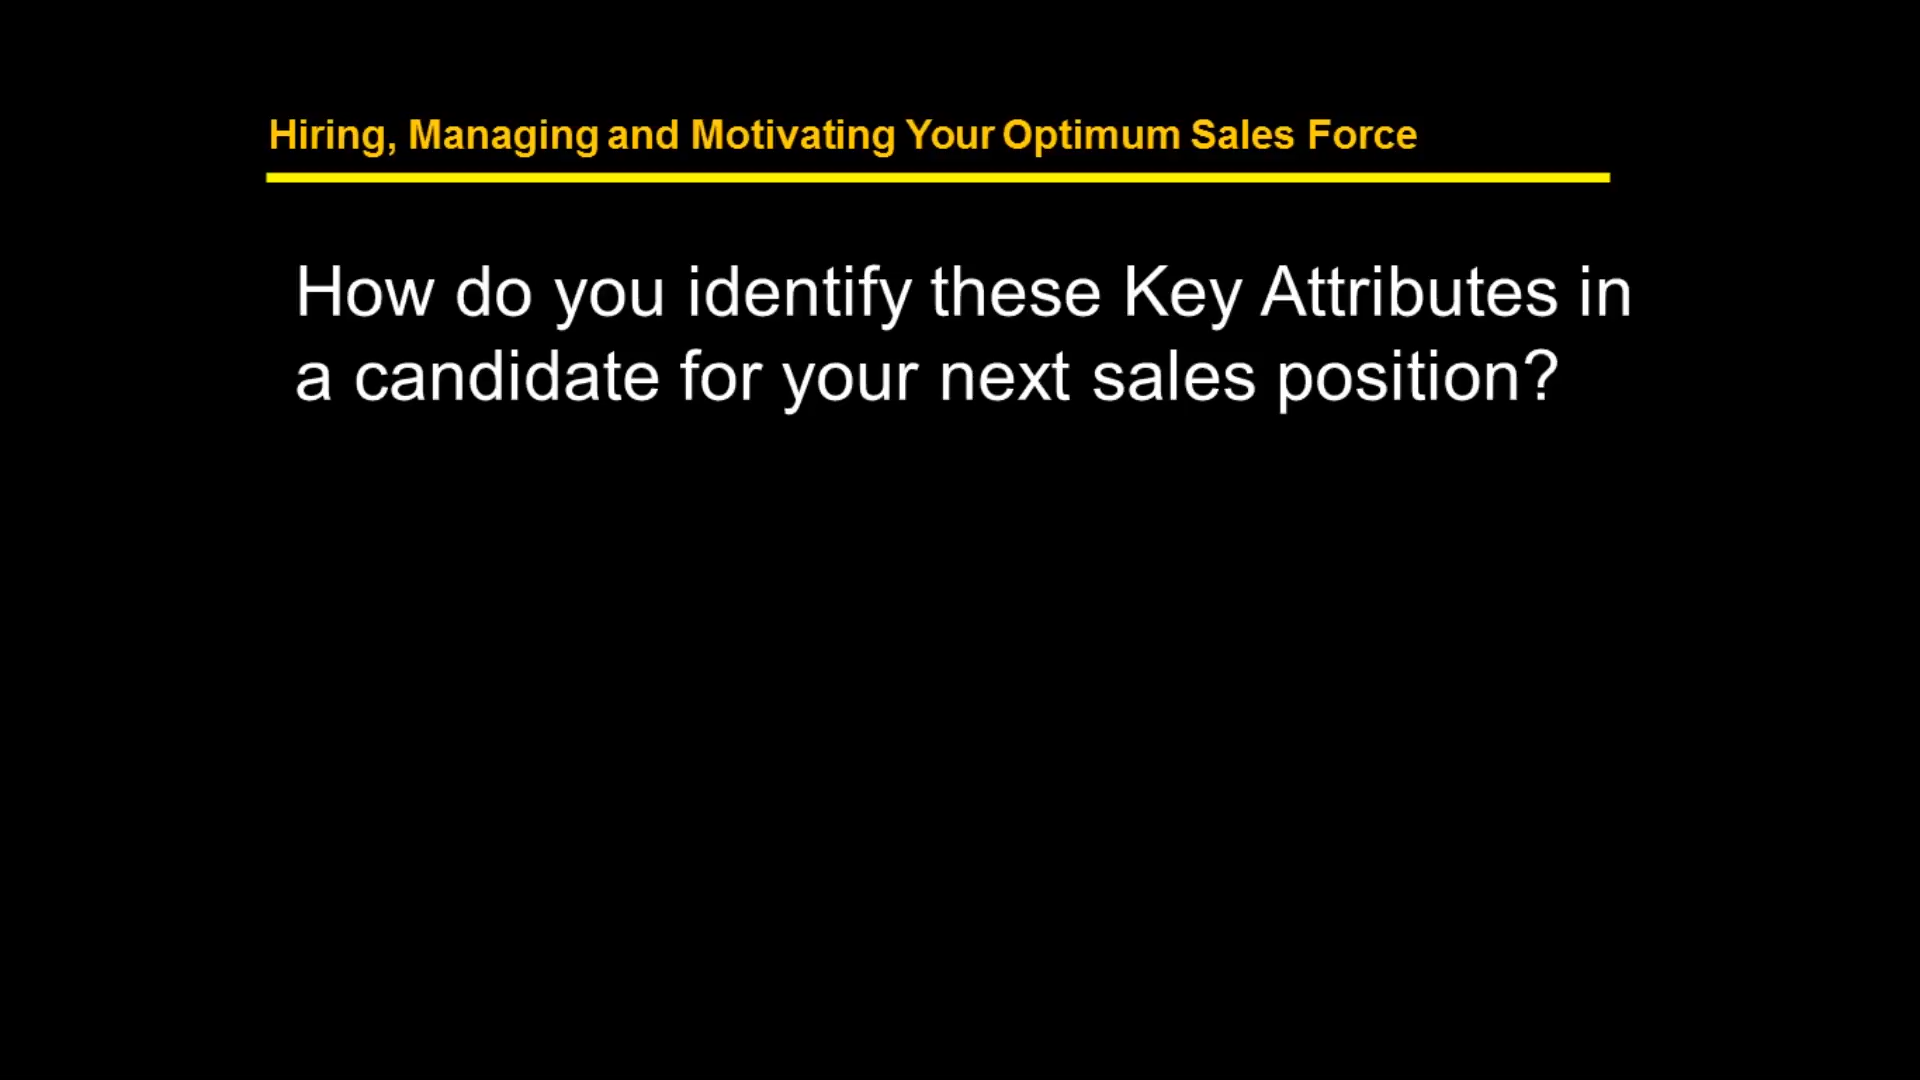 Hiring, Managing and Motivating Your Optimum Sales Force
How do you identify these Key Attributes in
a candidate for your next sales position?